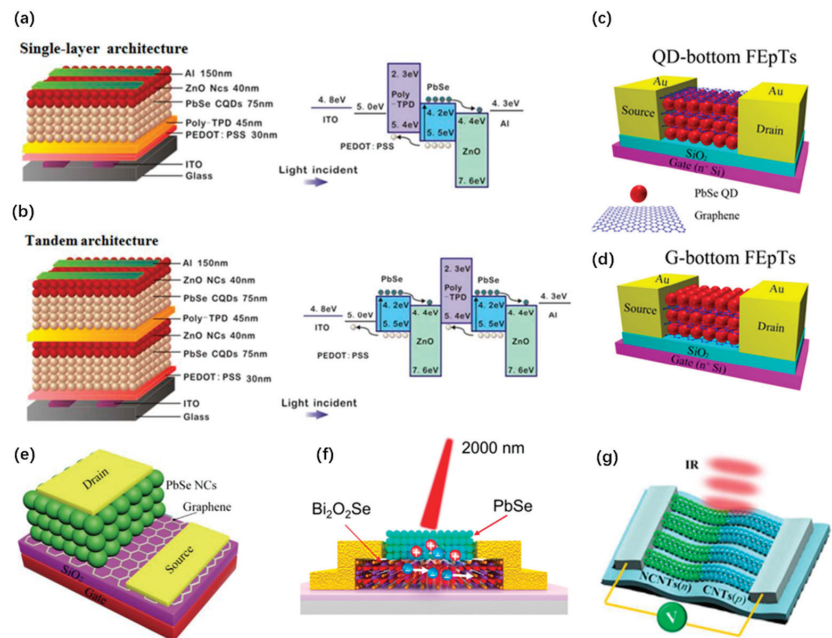 (a)
Single-layer architecture
Al 150nm
ZnO Ncs 40nm
PbSe CQDs 75nm
Poly-TPD 45nm
PEDOT:PSS 30nm
ITO
Glass
Light incident
4. 8eV
ITO
5. 0eV
PEDOT:PSS
2. 3eV
Poly-TPD
5. 4eV
PbSe
4. 2eV
5. 5eV
4. 4eV
ZnO
7. 6eV
4. 3eV
Al
(b)
Tandem architecture
Al 150nm
ZnO NCs 40nm
PbSe CQDs 75nm
Poly-TPD 45nm
ZnO NCs 40nm
PbSe CQDs 75nm
PEDOT:PSS 30nm
ITO
Glass
Light incident
4. 8eV
ITO
5. 0eV
PEDOT:PSS
PbSe
4. 2eV
5. 5eV
4. 4eV
ZnO
7. 6eV
2. 3eV
Poly-TPD
5. 4eV
PbSe
4. 2eV
5. 5eV
4. 4eV
ZnO
7. 6eV
4. 3eV
Al
(c)
QD-bottom FEpTs
Au
Source
Au
Drain
SiO₂
Gate (n⁺ Si)
PbSe QD
Graphene
(d)
G-bottom FEpTs
Au
Source
Au
Drain
SiO₂
Gate (n⁺ Si)
(e)
Drain
PbSe NCs
Graphene
Source
SiO₂
Gate
(f)
2000 nm
Bi₂O₂Se
PbSe
(g)
IR
NCNTs(n)
CNTs(p)
V